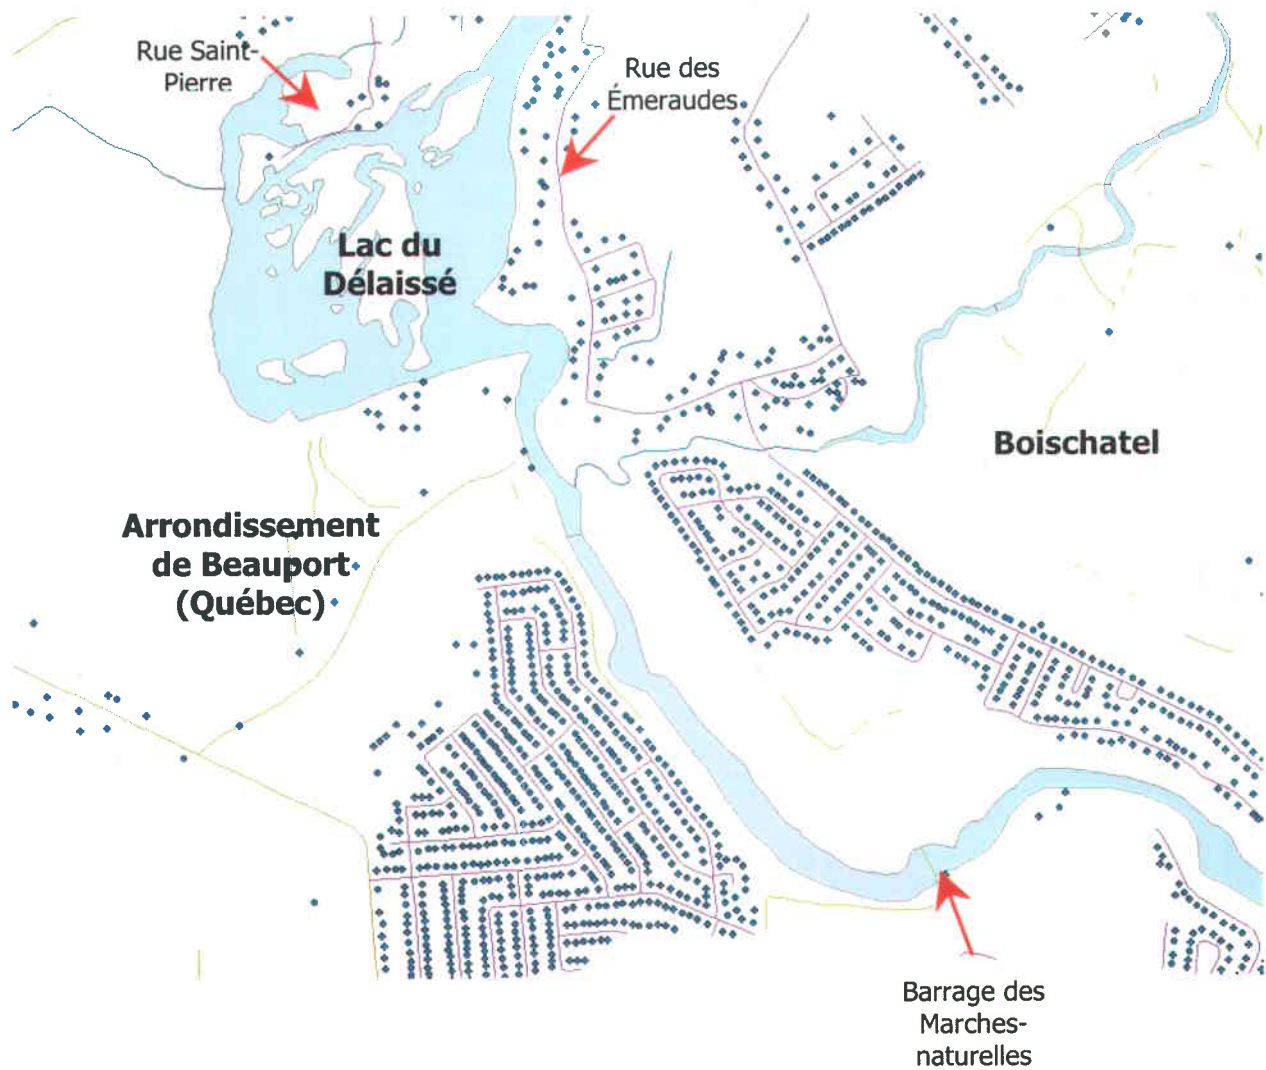 Rue Saint-
Pierre
Rue des
Émeraudes
Lac du
Délaissé
Boischatel
Arrondissement
de Beauport
(Québec)
Barrage des
Marches-
naturelles